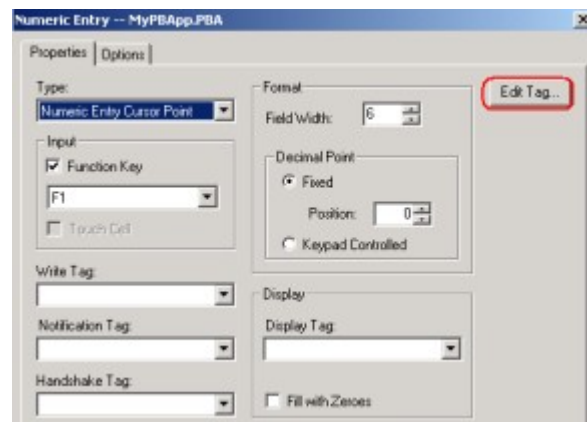 Numeric Entry -- MyPBApp.PBA
Properties
Options
Type:
Numeric Entry Cursor Point
Input
Function Key
F1
Touch Cell
Write Tag:
Notification Tag:
Handshake Tag:
Format
Field Width: 6
Decimal Point
Fixed
Position: 0
Keypad Controlled
Display
Display Tag:
Fill with Zeroes
Edit Tag...